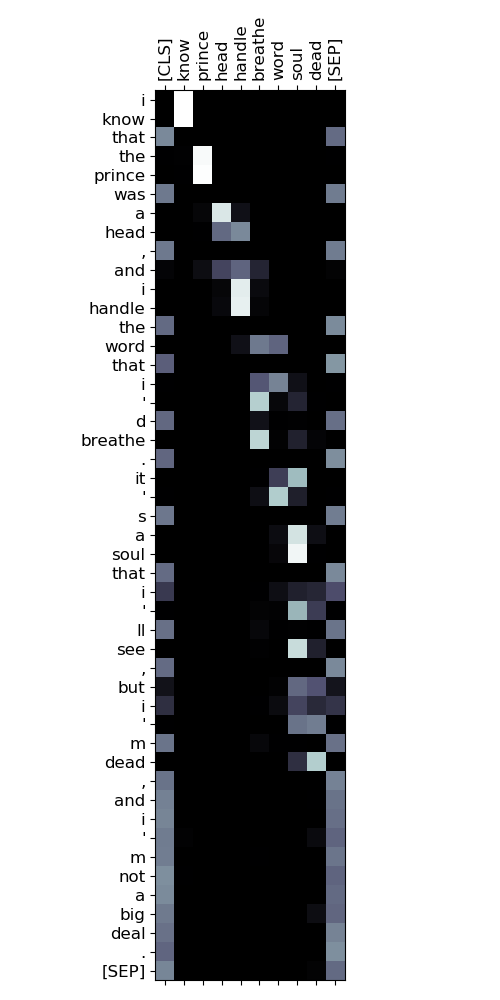 [CLS]
know
prince
head
handle
breathe
word
soul
dead
[SEP]
i
know
that
the
prince
was
a
head
,
and
i
handle
the
word
that
i
'
d
breathe
.
it
'
s
a
soul
that
i
'
ll
see
,
but
i
'
m
dead
,
and
i
'
m
not
a
big
deal
.
[SEP]